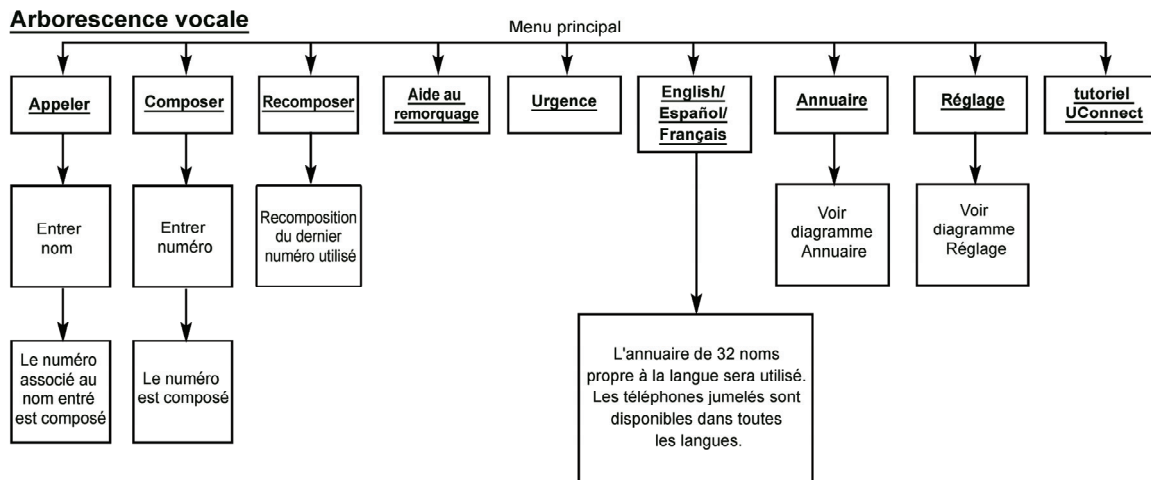 Arborescence vocale
Menu principal
Appeler
Composer
Recomposer
Aide au
remorquage
Urgence
English/
Español/
Français
Annuaire
Réglage
tutoriel
UConnect
Entrer
nom
Entrer
numéro
Recomposition
du dernier
numéro utilisé
Voir
diagramme
Annuaire
Voir
diagramme
Réglage
Le numéro
associé au
nom entré
est composé
Le numéro
est composé
L'annuaire de 32 noms
propre à la langue sera utilisé.
Les téléphones jumelés sont
disponibles dans toutes
les langues.